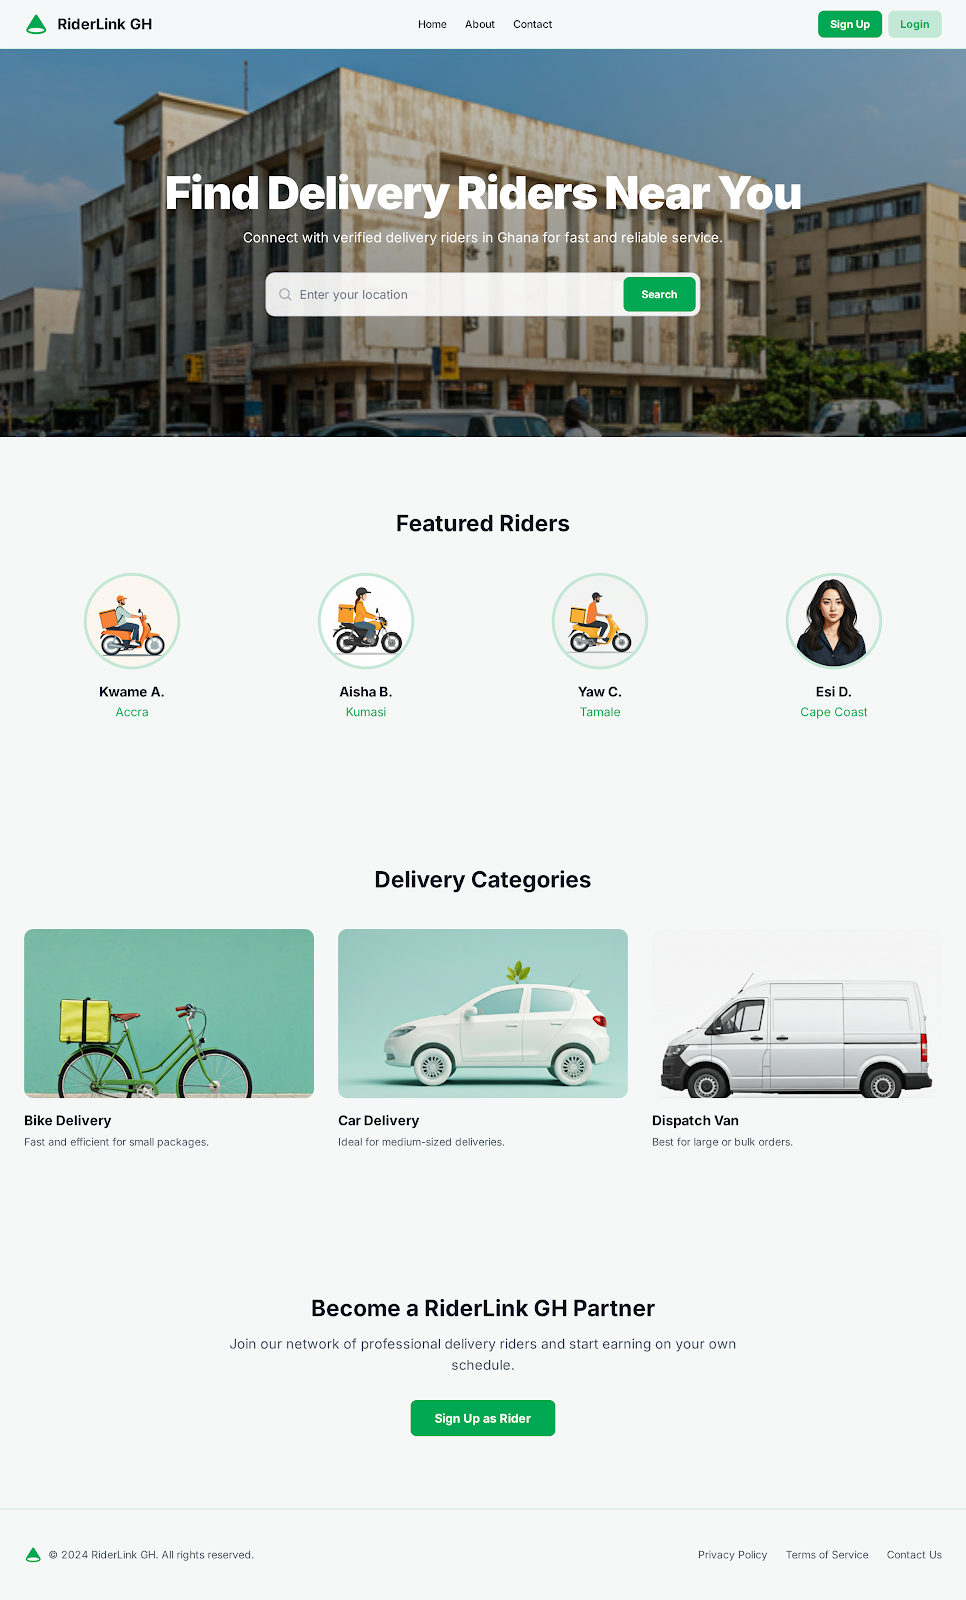 RiderLink GH
Home
About
Contact
Sign Up
Login
Find Delivery Riders Near You
Connect with verified delivery riders in Ghana for fast and reliable service.
Enter your location
Search
Featured Riders
Kwame A.
Accra
Aisha B.
Kumasi
Yaw C.
Tamale
Esi D.
Cape Coast
Delivery Categories
Bike Delivery
Fast and efficient for small packages.
Car Delivery
Ideal for medium-sized deliveries.
Dispatch Van
Best for large or bulk orders.
Become a RiderLink GH Partner
Join our network of professional delivery riders and start earning on your own
schedule.
Sign Up as Rider
© 2024 RiderLink GH. All rights reserved.
Privacy Policy
Terms of Service
Contact Us